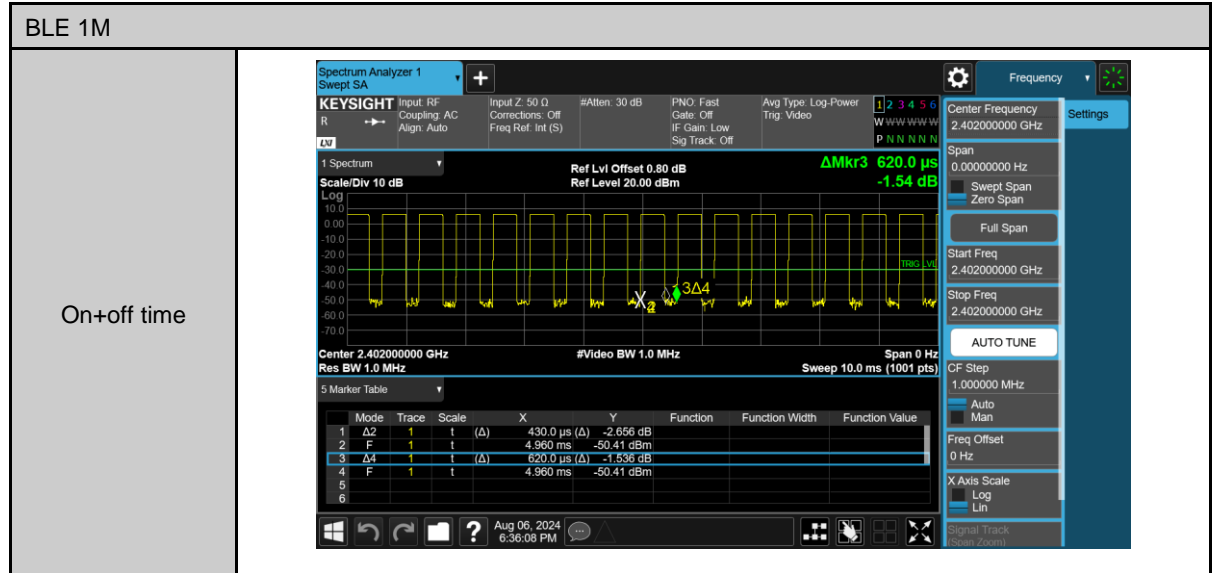 BLE 1M
On+off time
Spectrum Analyzer 1
Swept SA
+
Frequency
KEYSIGHT
R
LXI
Input: RF
Coupling: AC
Align: Auto
Input Z: 50 Ω
Corrections: Off
Freq Ref: Int (S)
#Atten: 30 dB
PNO: Fast
Gate: Off
IF Gain: Low
Sig Track: Off
Avg Type: Log-Power
Trig: Video
1 2 3 4 5 6
W W W W W W
P N N N N N
1 Spectrum
Scale/Div 10 dB
Ref Lvl Offset 0.80 dB
Ref Level 20.00 dBm
ΔMkr3 620.0 µs
-1.54 dB
Log
10.0
0.00
-10.0
-20.0
-30.0
-40.0
-50.0
-60.0
-70.0
TRIG LVL
3Δ4
Center 2.402000000 GHz
Res BW 1.0 MHz
#Video BW 1.0 MHz
Span 0 Hz
Sweep 10.0 ms (1001 pts)
5 Marker Table
Mode Trace Scale X Y Function Function Width Function Value
1 Δ2 1 t (Δ) 430.0 µs (Δ) -2.656 dB
2 F 1 t 4.960 ms -50.41 dBm
3 Δ4 1 t (Δ) 620.0 µs (Δ) -1.536 dB
4 F 1 t 4.960 ms -50.41 dBm
5
6
?
Aug 06, 2024
6:36:08 PM
Center Frequency
2.402000000 GHz
Span
0.00000000 Hz
Swept Span
Zero Span
Full Span
Start Freq
2.402000000 GHz
Stop Freq
2.402000000 GHz
AUTO TUNE
CF Step
1.000000 MHz
Auto
Man
Freq Offset
0 Hz
X Axis Scale
Log
Lin
Signal Track
(Span Zoom)
Settings